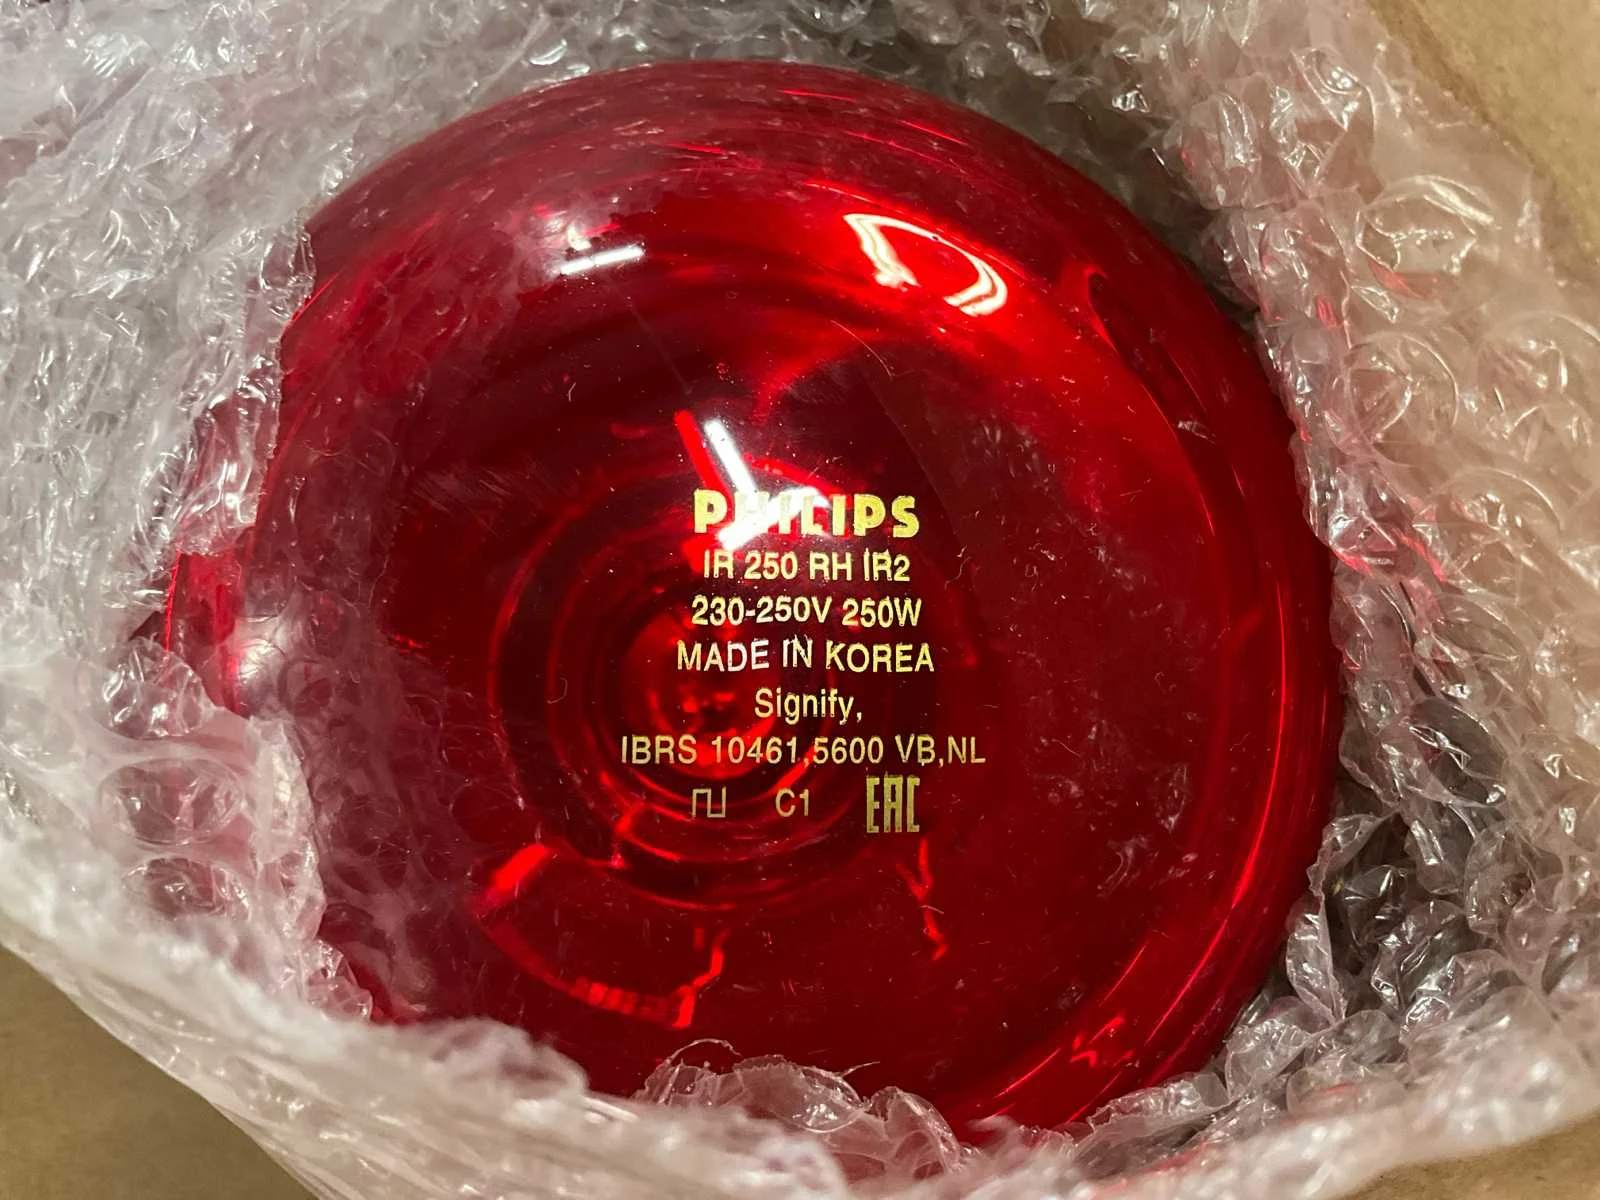 PHILIPS
IR 250 RH IR2
230-250V 250W
MADE IN KOREA
Signify,
IBRS 10461,5600 VB,NL
C1 EAC